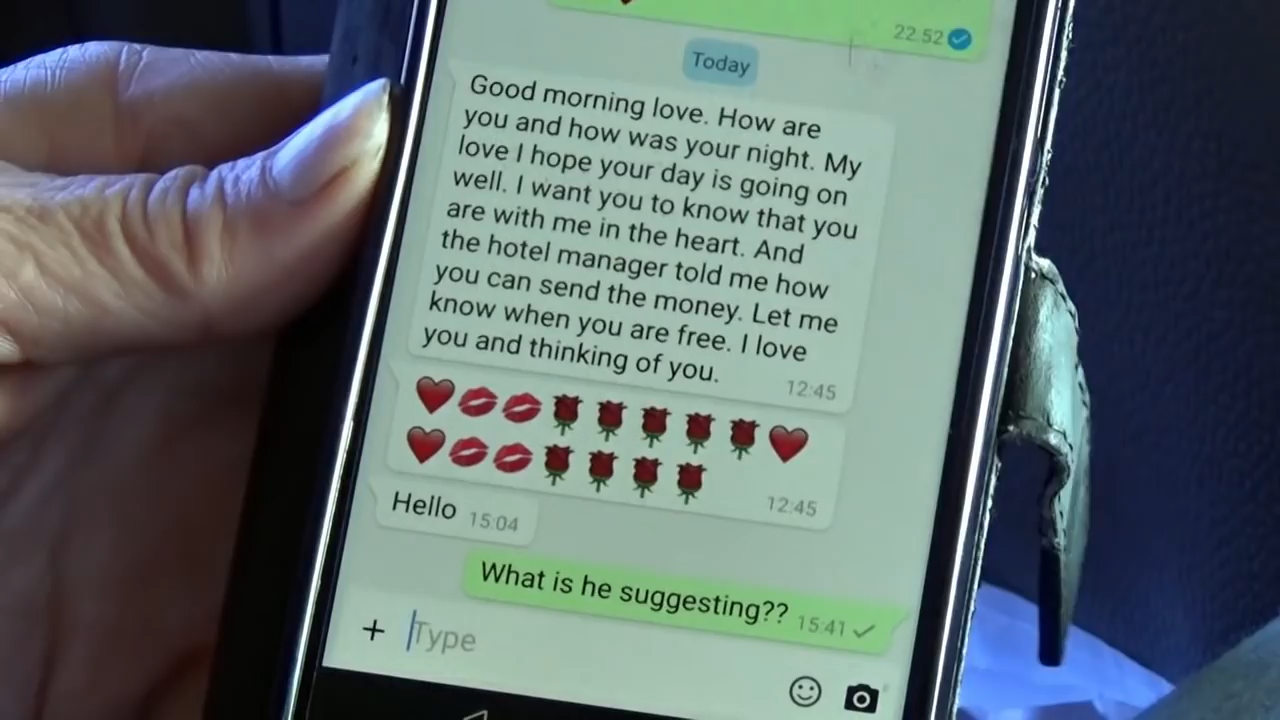 22.52
Today
Good morning love. How are
you and how was your night. My
love I hope your day is going on
well. I want you to know that you
are with me in the heart. And
the hotel manager told me how
you can send the money. Let me
know when you are free. I love
you and thinking of you.
12:45
12:45
Hello 15:04
What is he suggesting?? 15:41
Type